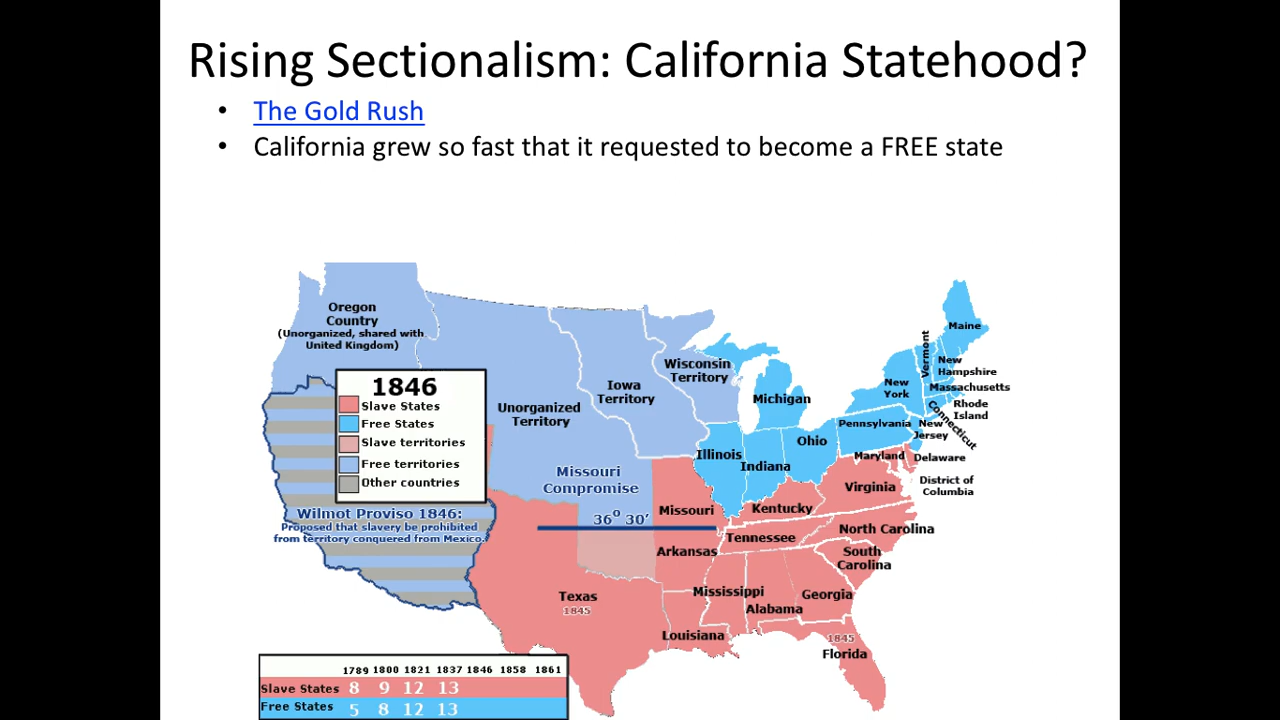 Rising Sectionalism: California Statehood?
• The Gold Rush
• California grew so fast that it requested to become a FREE state
Oregon
Country
(Unorganized, shared with
United Kingdom)
1846
Slave States
Free States
Slave territories
Free territories
Other countries
Wilmot Proviso 1846:
Proposed that slavery be prohibited
from territory conquered from Mexico.
Unorganized
Territory
Iowa
Territory
Wisconsin
Territory
Missouri
Compromise
36° 30'
Michigan
Illinois
Indiana
Ohio
Pennsylvania
New
York
Vermont
Maine
New
Hampshire
Massachusetts
Rhode
Island
Connecticut
New
Jersey
Maryland
Delaware
District of
Columbia
Virginia
Missouri
Kentucky
North Carolina
Tennessee
South
Carolina
Arkansas
Mississippi
Alabama
Georgia
Texas
1845
Louisiana
1845
Florida
1789 1800 1821 1837 1846 1858 1861
Slave States 8 9 12 13
Free States 5 8 12 13